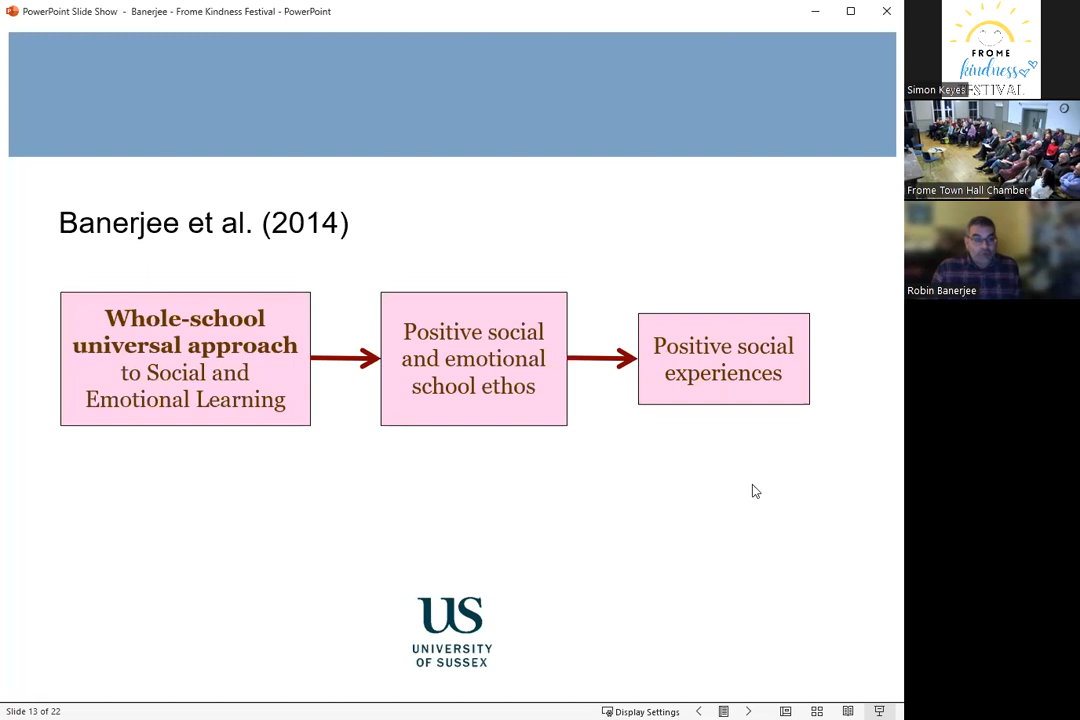 PowerPoint Slide Show - Banerjee - Frome Kindness Festival - PowerPoint
Banerjee et al. (2014)
Whole-school
universal approach
to Social and
Emotional Learning
Positive social
and emotional
school ethos
Positive social
experiences
US
UNIVERSITY
OF SUSSEX
Slide 13 of 22
Display Settings
FROME
kindness
FESTIVAL
Simon Keyes
Frome Town Hall Chamber
Robin Banerjee